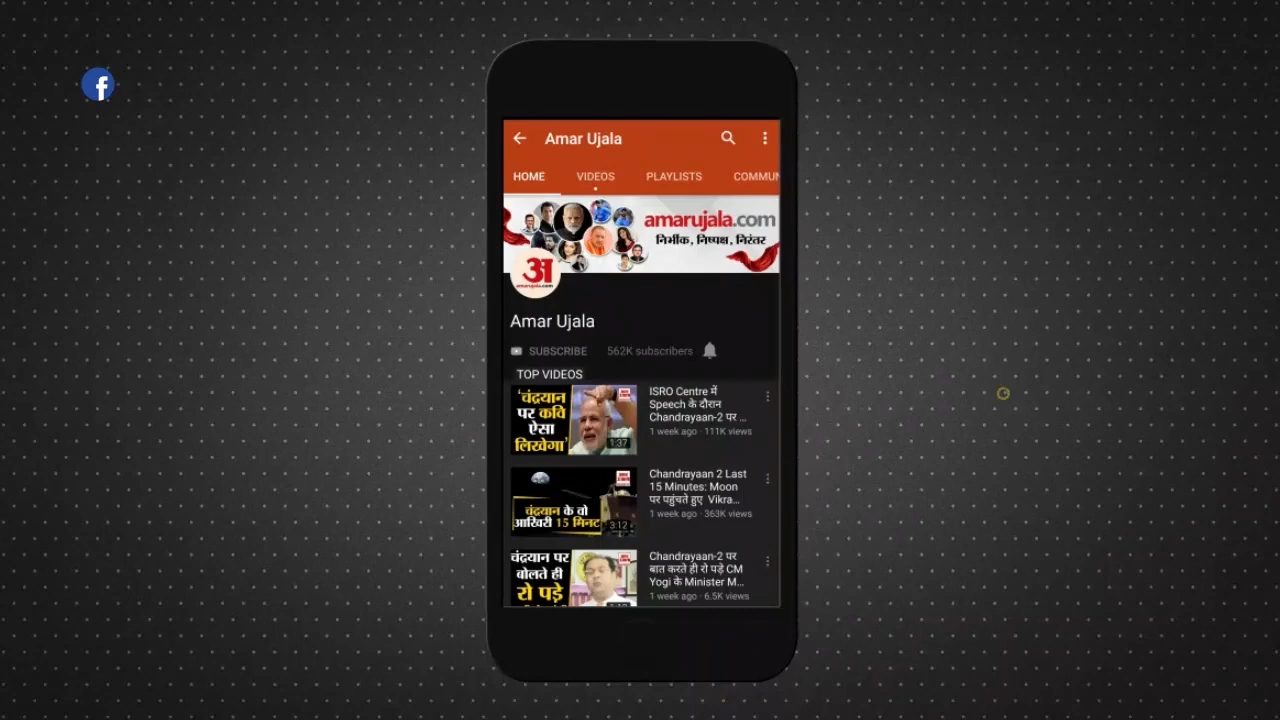 f
Amar Ujala
HOME VIDEOS PLAYLISTS COMMUN
amarujala.com
निर्भीक, निष्पक्ष, निरंतर
अ
amarujala.com
Amar Ujala
SUBSCRIBE 562K subscribers
TOP VIDEOS
'चंद्रयान
पर कवि
ऐसा
लिखेगा'
1:37
ISRO Centre में
Speech के दौरान
Chandrayaan-2 पर ...
1 week ago · 111K views
चंद्रयान के वो
आखिरी 15 मिनट
3:12
Chandrayaan 2 Last
15 Minutes: Moon
पर पहुंचते हुए Vikra...
1 week ago · 363K views
चंद्रयान पर
बोलते ही
रो पड़े
Chandrayaan-2 पर
बात करते ही रो पड़े CM
Yogi के Minister M...
1 week ago · 6.5K views